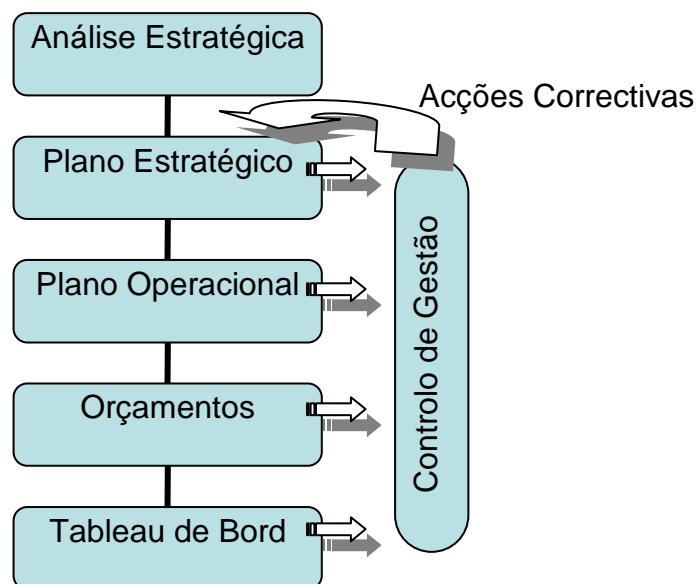 Análise Estratégica
Acções Correctivas
Plano Estratégico
Plano Operacional
Orçamentos
Tableau de Bord
Controlo de Gestão